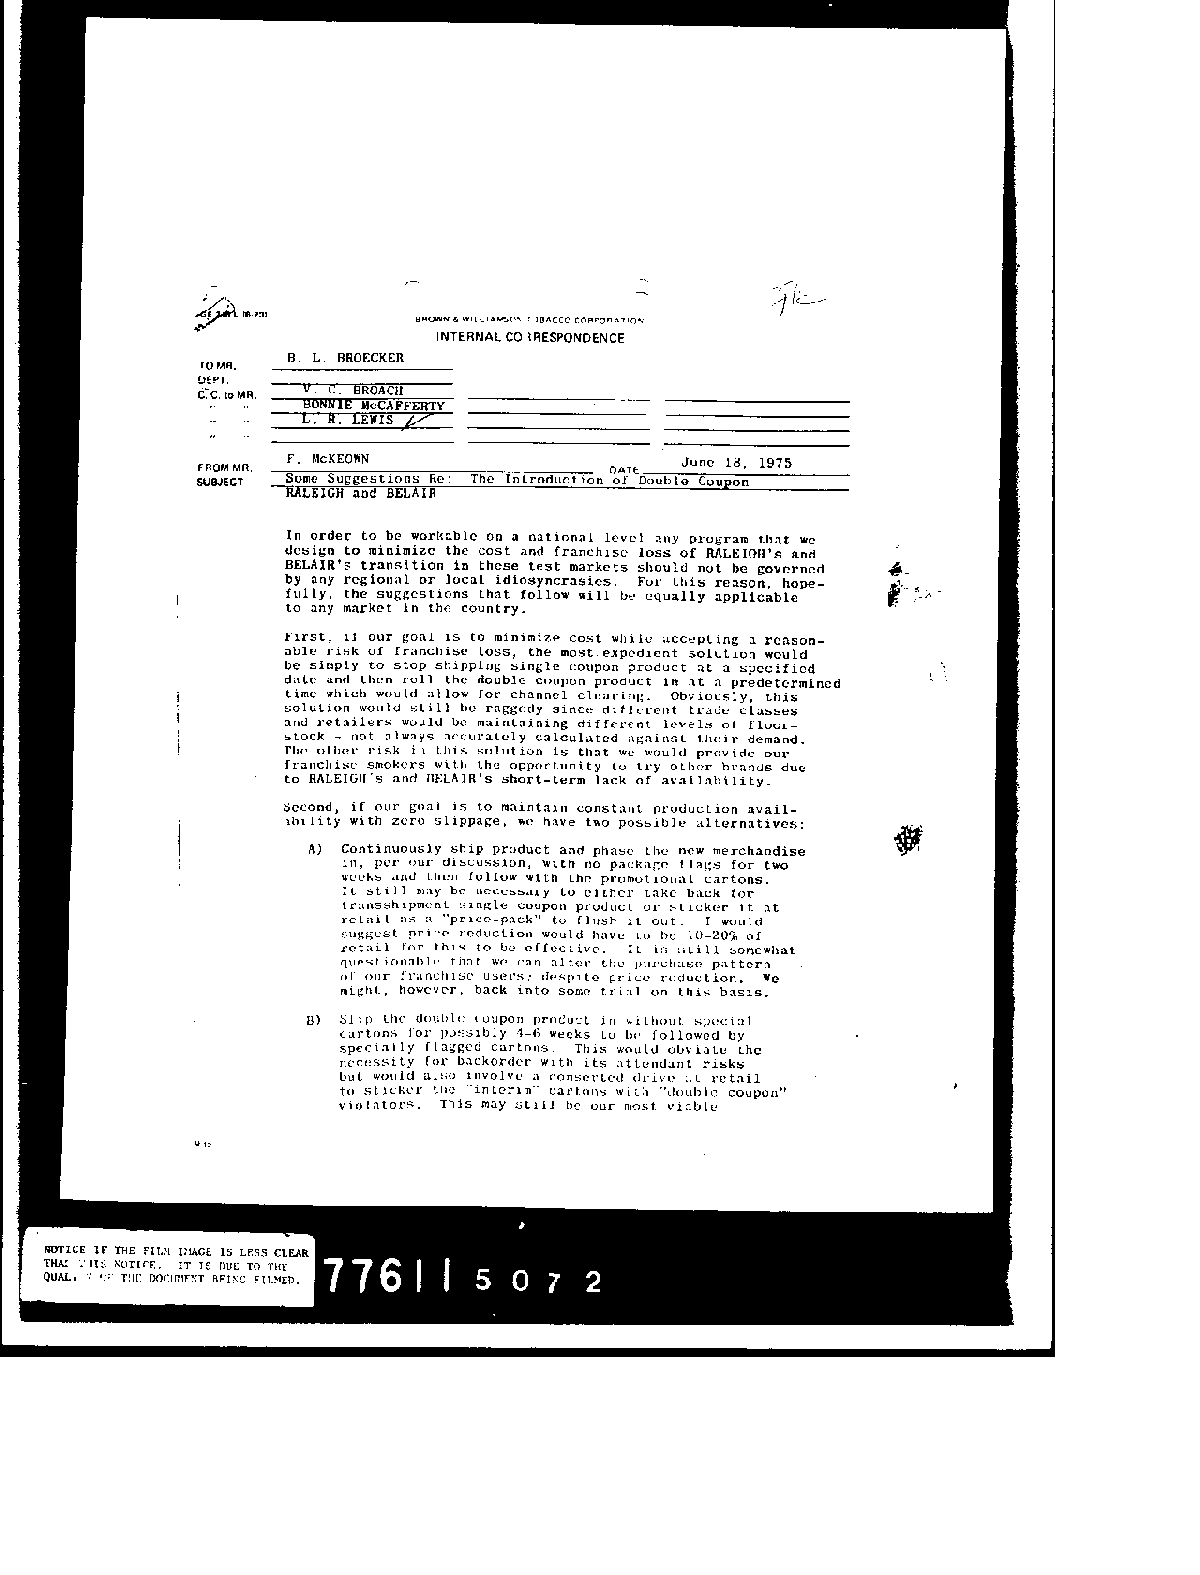 BROWN & WILLIAMSON TOBACCO CORPORATION
INTERNAL CORRESPONDENCE
TO MR. B. L. BROECKER
DEPT.
C.C. to MR. V. C. BROACH
" " BONNIE McCAFFERTY
" " L. R. LEWIS
" "
FROM MR. F. McKEOWN DATE June 18, 1975
SUBJECT Some Suggestions Re: The Introduction of Double Coupon
RALEIGH and BELAIR
In order to be workable on a national level any program that we
design to minimize the cost and franchise loss of RALEIGH's and
BELAIR's transition in these test markets should not be governed
by any regional or local idiosyncrasies. For this reason, hope-
fully, the suggestions that follow will be equally applicable
to any market in the country.
First, if our goal is to minimize cost while accepting a reason-
able risk of franchise loss, the most expedient solution would
be simply to stop shipping single coupon product at a specified
date and then roll the double coupon product in at a predetermined
time which would allow for channel clearing. Obviously, this
solution would still be raggedy since different trade classes
and retailers would be maintaining different levels of floor-
stock - not always accurately calculated against their demand.
The other risk in this solution is that we would provide our
franchise smokers with the opportunity to try other brands due
to RALEIGH's and BELAIR's short-term lack of availability.
Second, if our goal is to maintain constant production avail-
ibility with zero slippage, we have two possible alternatives:
A) Continuously ship product and phase the new merchandise
in, per our discussion, with no package flags for two
weeks and then follow with the promotional cartons.
It still may be necessary to either take back for
transshipment single coupon product or sticker it at
retail as a "price-pack" to flush it out. I would
suggest price reduction would have to be 10-20% of
retail for this to be effective. It is still somewhat
questionable that we can alter the purchase pattern
of our franchise users; despite price reduction. We
might, however, back into some trial on this basis.
B) Slip the double coupon product in without special
cartons for possibly 4-6 weeks to be followed by
specially flagged cartons. This would obviate the
necessity for backorder with its attendant risks
but would also involve a conserted drive at retail
to sticker the "interim" cartons with "double coupon"
violators. This may still be our most viable
NOTICE IF THE FILM IMAGE IS LESS CLEAR
THAN THIS NOTICE. IT IS DUE TO THE
QUALITY OF THE DOCUMENT BEING FILMED.
77611 5072